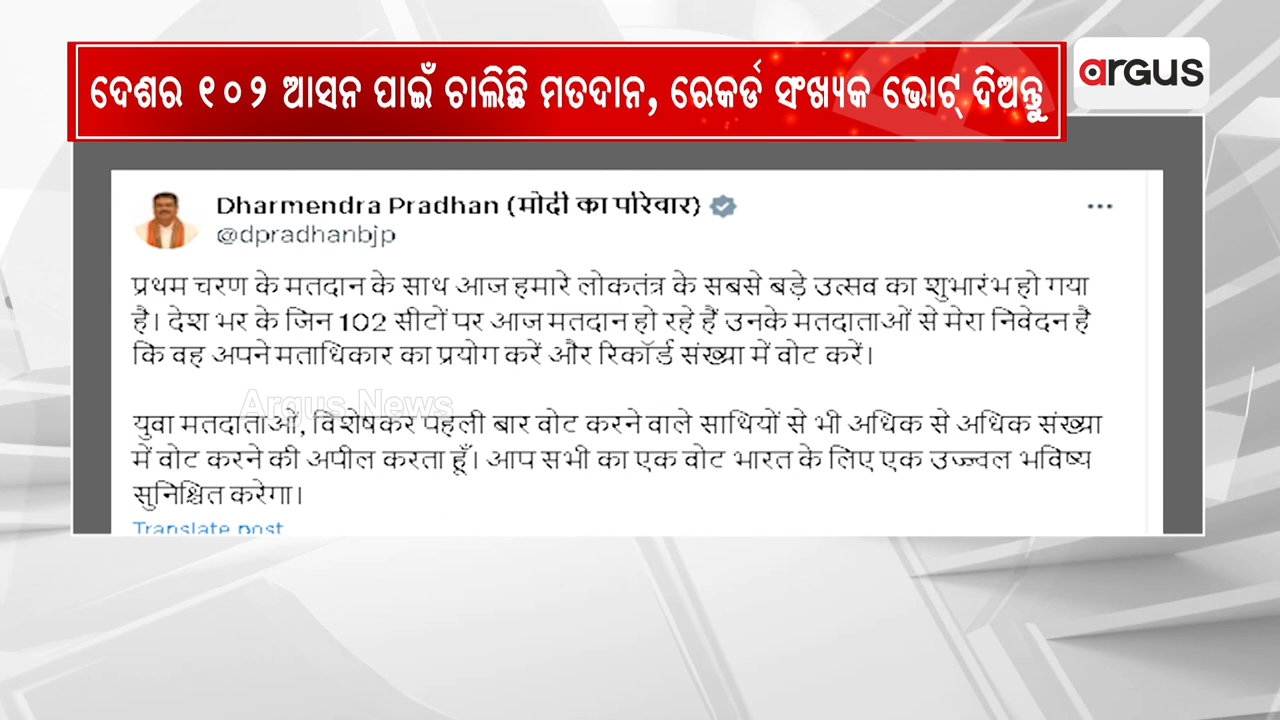 ଦେଶର ୧୦୨ ଆସନ ପାଇଁ ଚାଲିଛି ମତଦାନ, ରେକର୍ଡ ସଂଖ୍ୟକ ଭୋଟ୍ ଦିଅନ୍ତୁ
argus
Dharmendra Pradhan (मोदी का परिवार)
@dpradhanbjp
प्रथम चरण के मतदान के साथ आज हमारे लोकतंत्र के सबसे बड़े उत्सव का शुभारंभ हो गया
है। देश भर के जिन 102 सीटों पर आज मतदान हो रहे हैं उनके मतदाताओं से मेरा निवेदन है
कि वह अपने मताधिकार का प्रयोग करें और रिकॉर्ड संख्या में वोट करें।
Argus News
युवा मतदाताओं, विशेषकर पहली बार वोट करने वाले साथियों से भी अधिक से अधिक संख्या
में वोट करने की अपील करता हूँ। आप सभी का एक वोट भारत के लिए एक उज्ज्वल भविष्य
सुनिश्चित करेगा।
Translate post